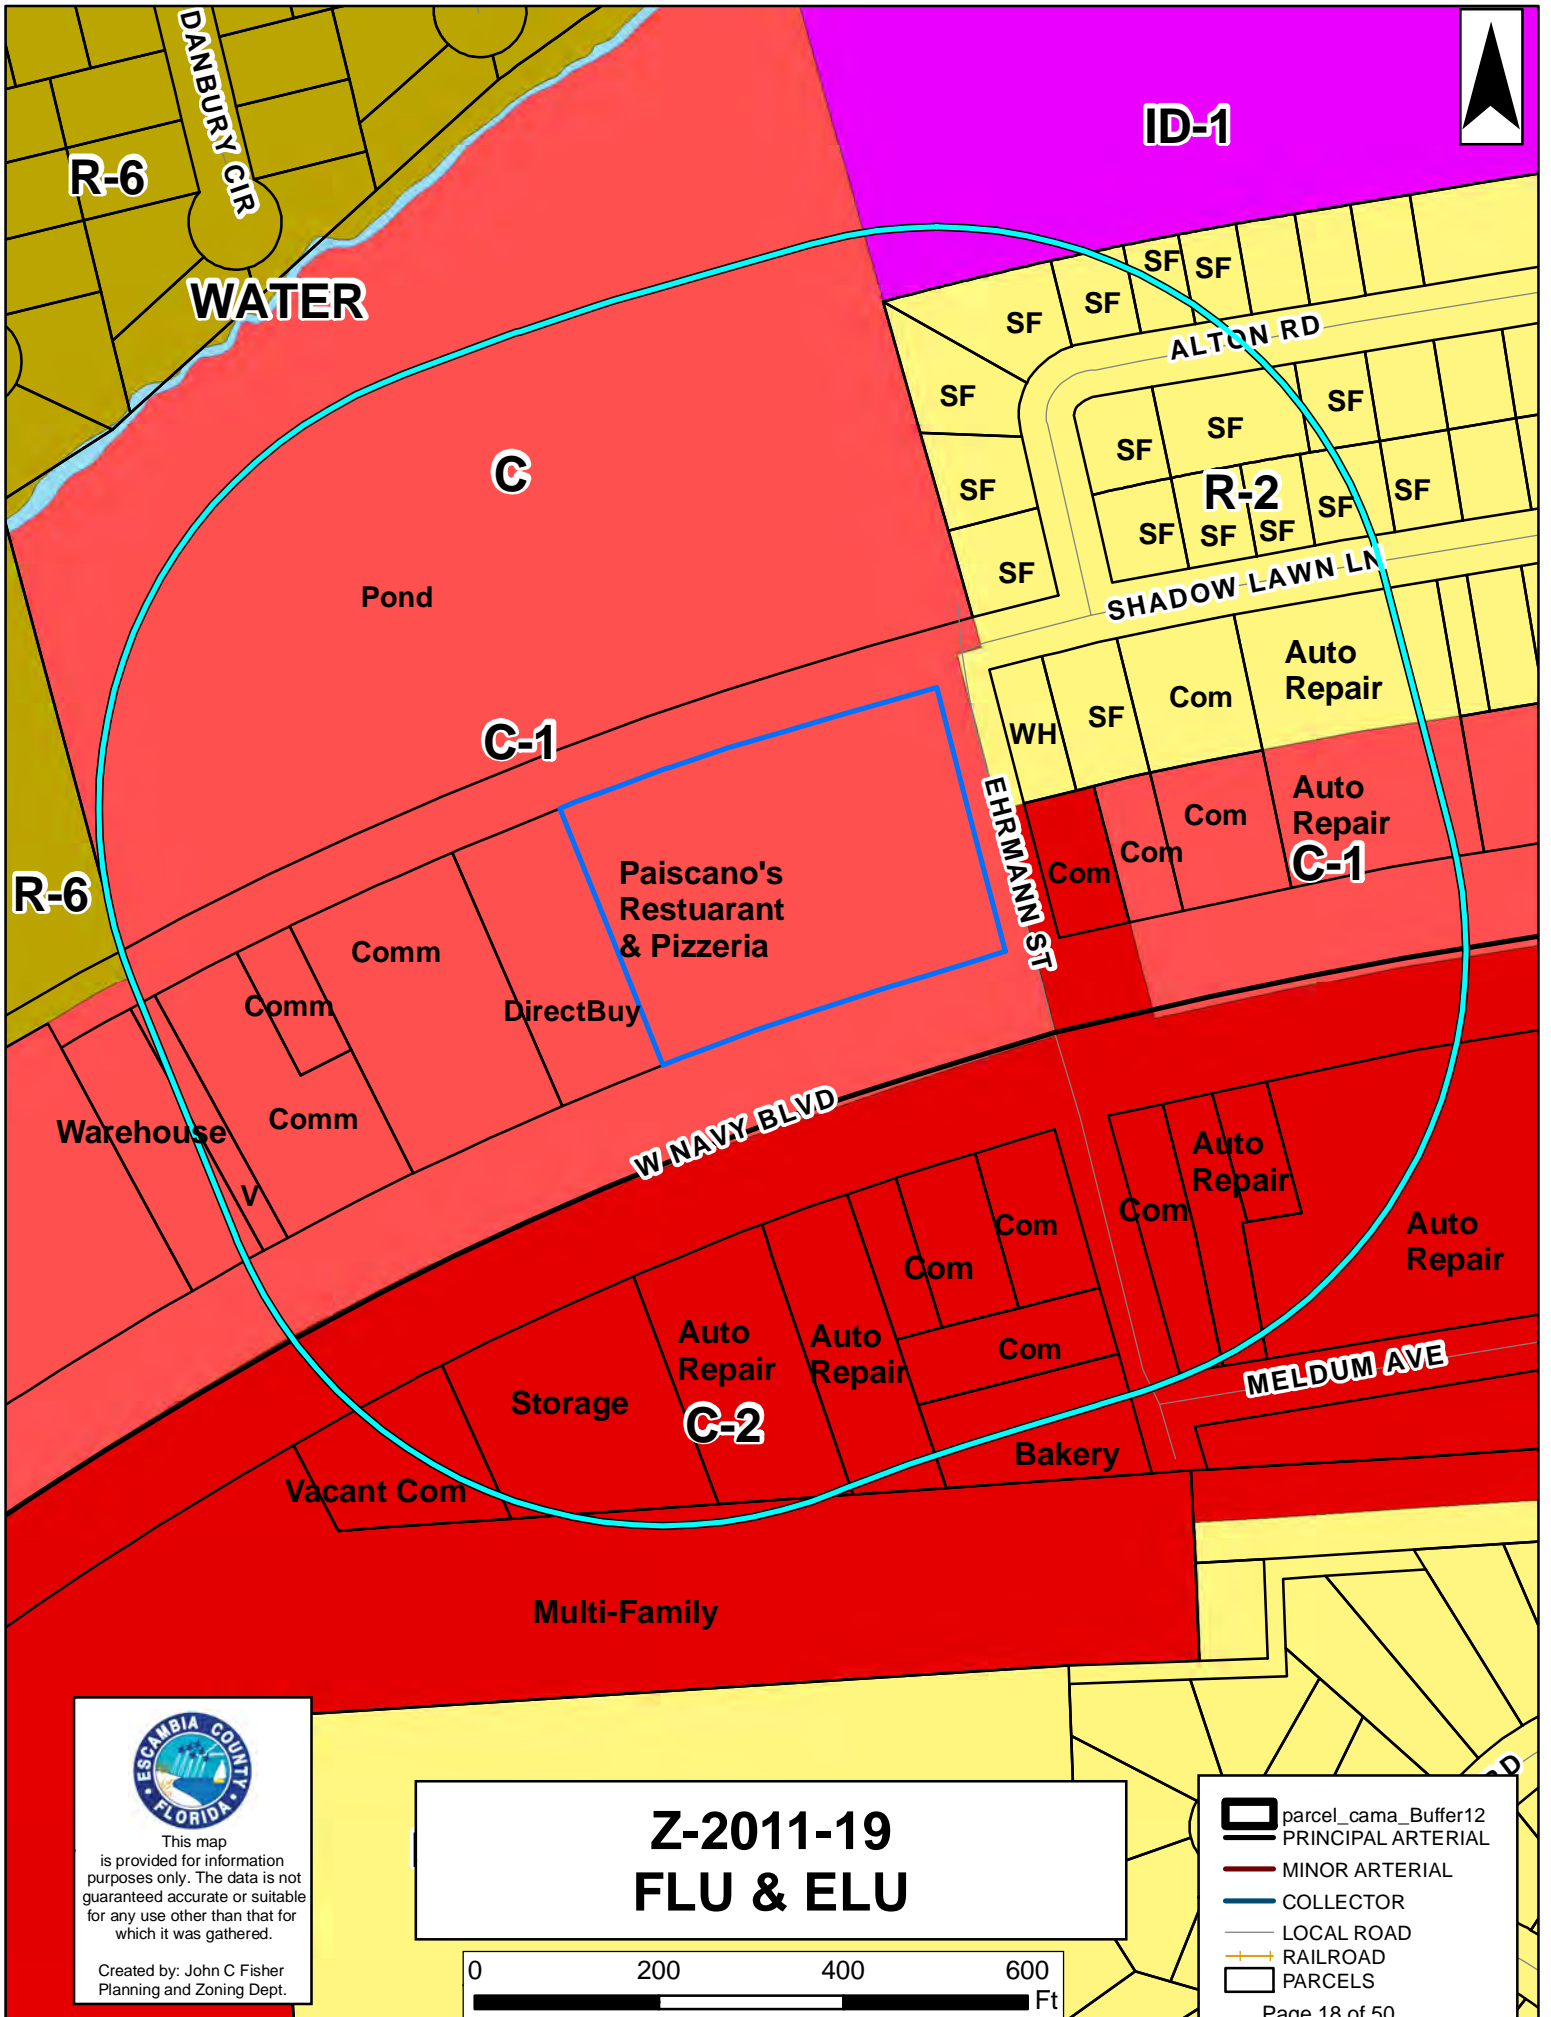 DANBURY CIR
ID-1
R-6
WATER
SF
SF
SF
SF
ALTON RD
SF
SF
SF
SF
C
SF
R-2
SF
SF
SF
SF
SF
SF
SHADOW LAWN LN
Pond
Auto
Repair
Com
SF
WH
C-1
EHRMANN ST
Auto
Repair
Com
Com
Com
C-1
Paiscano's
Restuarant
& Pizzeria
R-6
Comm
Comm
DirectBuy
Comm
Warehouse
V
W NAVY BLVD
Auto
Repair
Com
Com
Com
Auto
Repair
Com
Auto
Repair
Auto
Repair
MELDUM AVE
Storage
C-2
Bakery
Vacant Com
Multi-Family
ESCAMBIA COUNTY
FLORIDA
This map
is provided for information
purposes only. The data is not
guaranteed accurate or suitable
for any use other than that for
which it was gathered.
Created by: John C Fisher
Planning and Zoning Dept.
Z-2011-19
FLU & ELU
0 200 400 600
Ft
RD
parcel_cama_Buffer12
PRINCIPAL ARTERIAL
MINOR ARTERIAL
COLLECTOR
LOCAL ROAD
RAILROAD
PARCELS
Page 18 of 50